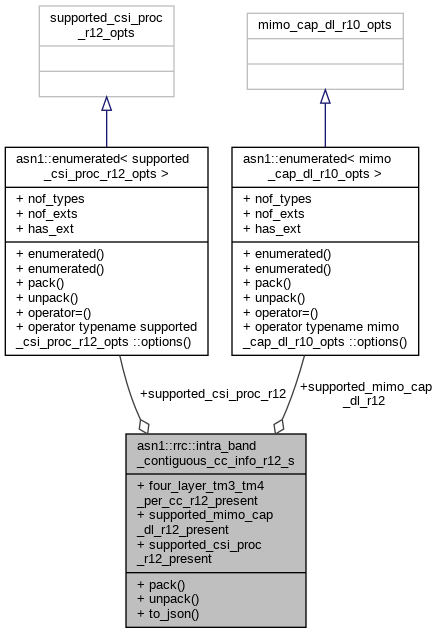 supported_csi_proc
_r12_opts
mimo_cap_dl_r10_opts
asn1::enumerated< supported
_csi_proc_r12_opts >
+ nof_types
+ nof_exts
+ has_ext
+ enumerated()
+ enumerated()
+ pack()
+ unpack()
+ operator=()
+ operator typename supported
_csi_proc_r12_opts ::options()
asn1::enumerated< mimo
_cap_dl_r10_opts >
+ nof_types
+ nof_exts
+ has_ext
+ enumerated()
+ enumerated()
+ pack()
+ unpack()
+ operator=()
+ operator typename mimo
_cap_dl_r10_opts ::options()
+supported_csi_proc_r12
+supported_mimo_cap
_dl_r12
asn1::rrc::intra_band
_contiguous_cc_info_r12_s
+ four_layer_tm3_tm4
_per_cc_r12_present
+ supported_mimo_cap
_dl_r12_present
+ supported_csi_proc
_r12_present
+ pack()
+ unpack()
+ to_json()